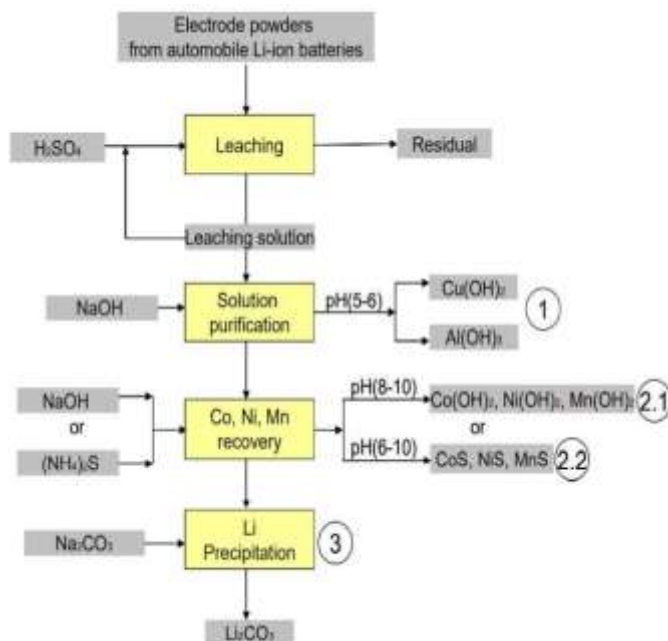 Electrode powders
from automobile Li-ion batteries
H₂SO₄
Leaching
Residual
Leaching solution
NaOH
Solution
purification
pH(5-6)
Cu(OH)₂
Al(OH)₃
1
NaOH
or
(NH₄)₂S
Co, Ni, Mn
recovery
pH(8-10)
Co(OH)₂, Ni(OH)₂, Mn(OH)₂
2.1
or
pH(6-10)
CoS, NiS, MnS
2.2
Na₂CO₃
Li
Precipitation
3
Li₂CO₃